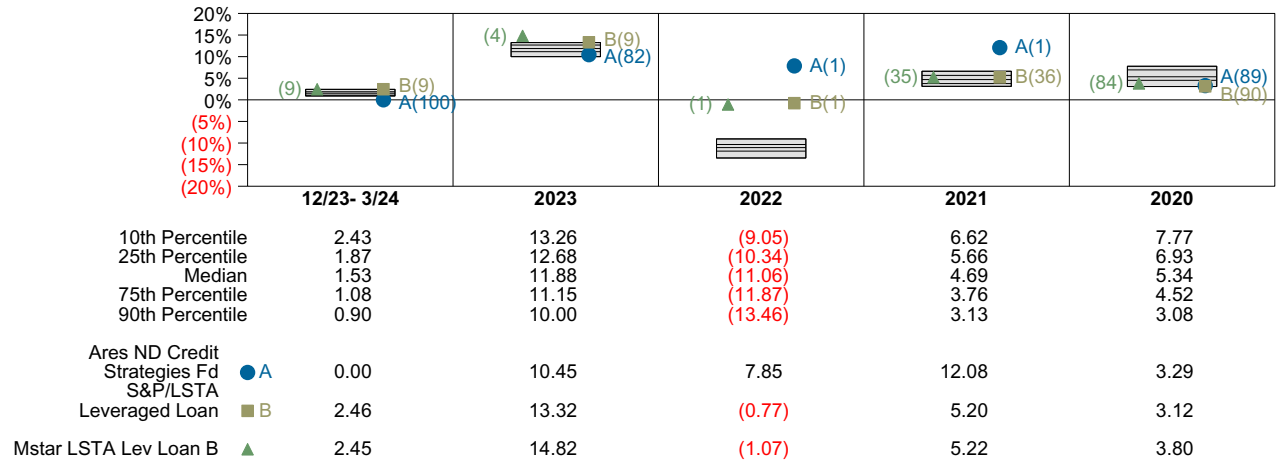 20%
15%
10%
5%
0%
(5%)
(10%)
(15%)
(20%)
(9)
B(9)
A(100)
(4)
B(9)
A(82)
(1)
A(1)
B(1)
(35)
A(1)
B(36)
(84)
A(89)
B(90)
12/23- 3/24 2023 2022 2021 2020
10th Percentile 2.43 13.26 (9.05) 6.62 7.77
25th Percentile 1.87 12.68 (10.34) 5.66 6.93
Median 1.53 11.88 (11.06) 4.69 5.34
75th Percentile 1.08 11.15 (11.87) 3.76 4.52
90th Percentile 0.90 10.00 (13.46) 3.13 3.08
Ares ND Credit
Strategies Fd A 0.00 10.45 7.85 12.08 3.29
S&P/LSTA
Leveraged Loan B 2.46 13.32 (0.77) 5.20 3.12
Mstar LSTA Lev Loan B 2.45 14.82 (1.07) 5.22 3.80